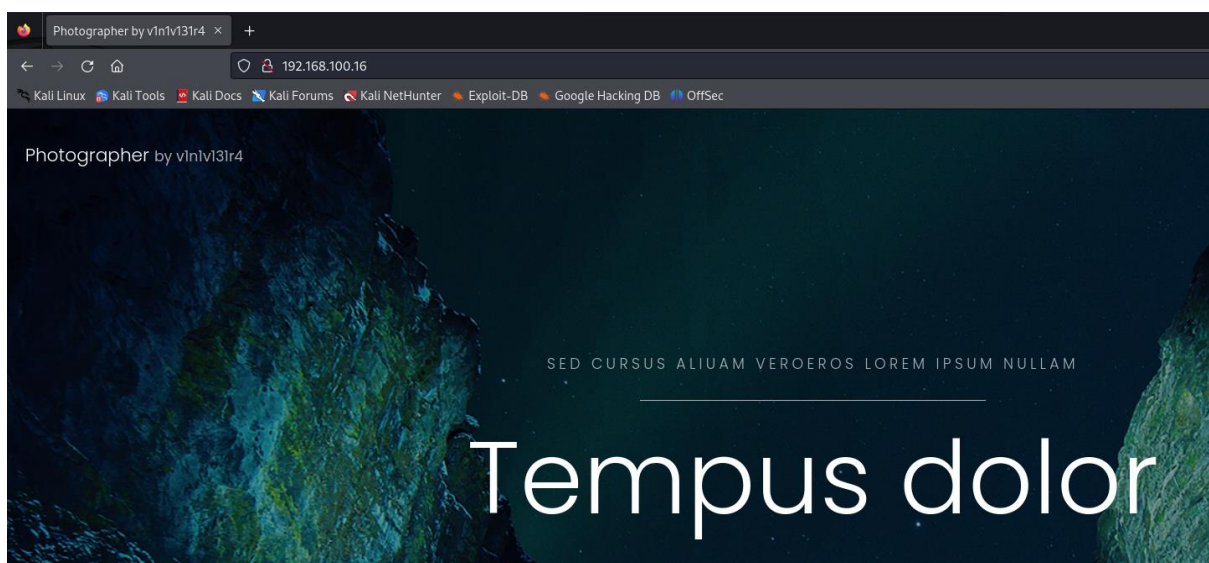 Photographer by v1n1v131r4
192.168.100.16
Kali Linux Kali Tools Kali Docs Kali Forums Kali NetHunter Exploit-DB Google Hacking DB OffSec
Photographer by v1n1v131r4
SED CURSUS ALIUAM VEROEROS LOREM IPSUM NULLAM
Tempus dolor